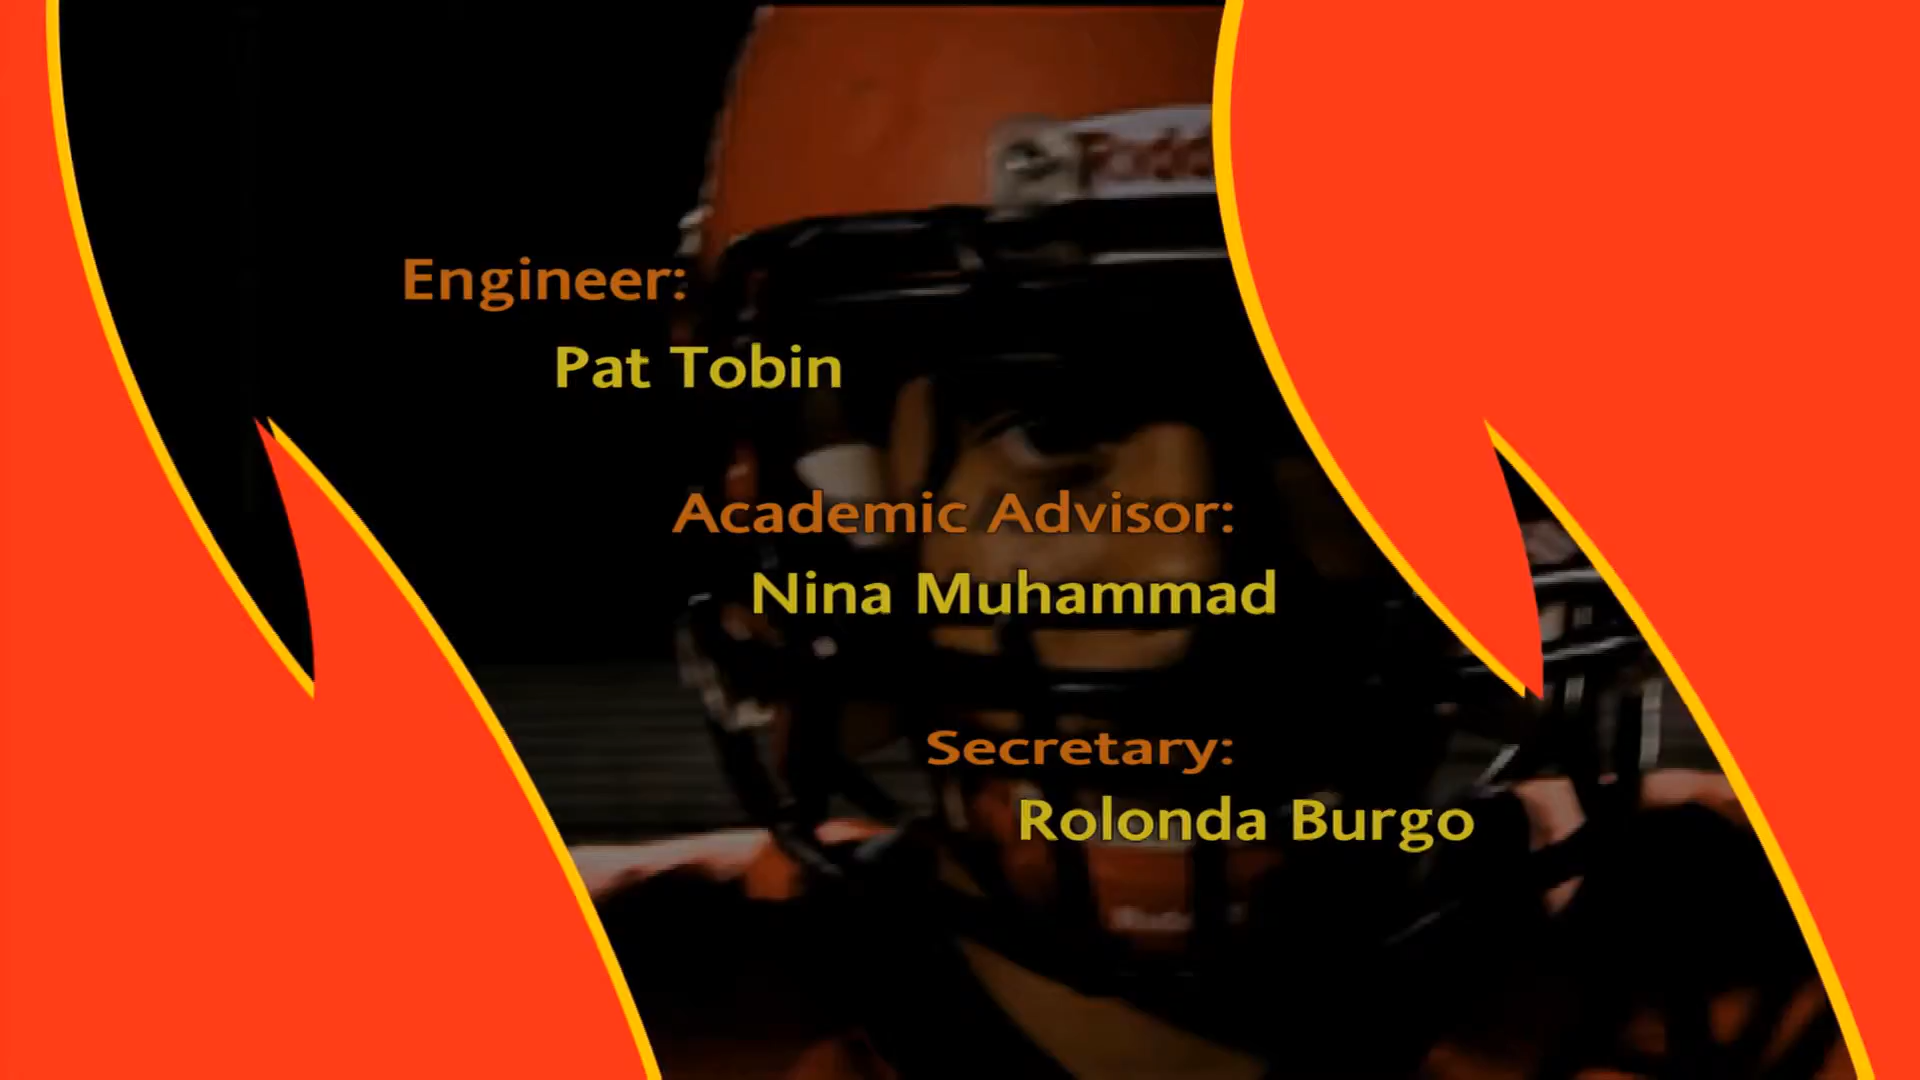 Engineer:
Pat Tobin
Academic Advisor:
Nina Muhammad
Secretary:
Rolonda Burgo